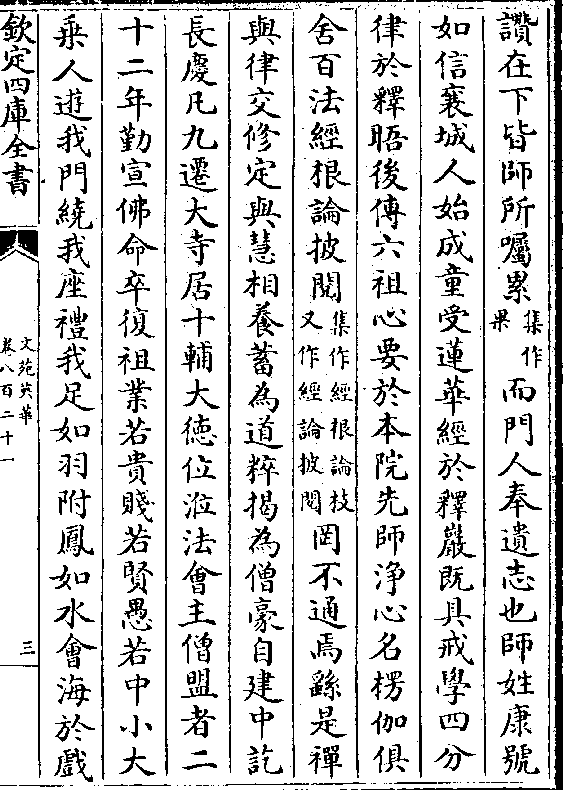 讚在下皆師所囑累集作果而門人奉遺志也師姓康號
如信襄城人始成童受蓮華經於釋巖既具戒學四分
律於釋晤後傳六祖心要於本院先師淨心名楞伽俱
舍百法經根論披閱集作經根論技又作經論披閱罔不通焉繇是禪
與律交修定與慧相養蓄為道粹揭為僧豪自建中訖
長慶凡九遷大寺居十輔大德位涖法會主僧盟者二
十二年勤宣佛命卒復祖業若貴賤若賢愚若中小大
乗人逰我門繞我座禮我足如羽附鳳如水會海於戲
欽定四庫全書
文苑英華
卷八百二十一
三